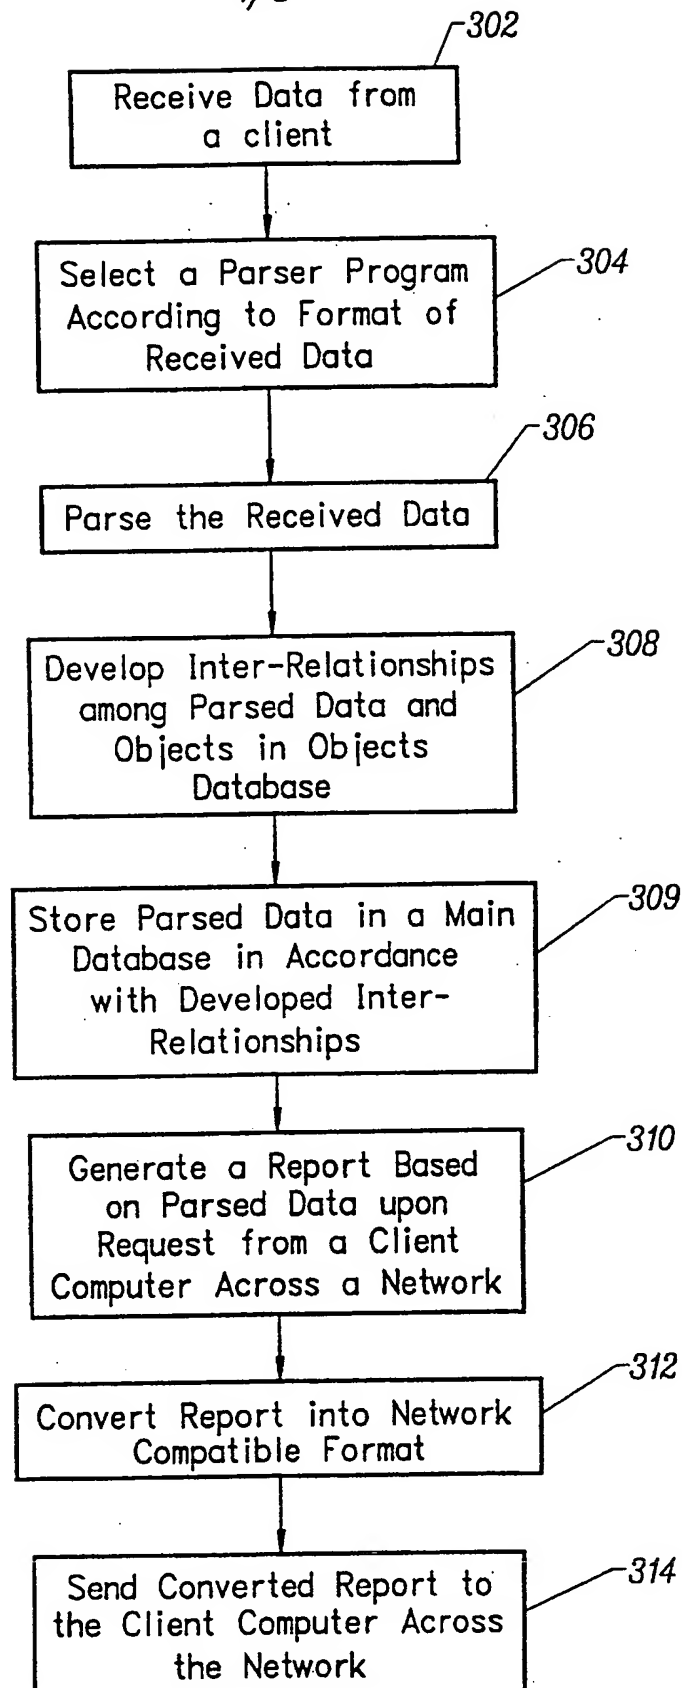 302
Receive Data from
a client
304
Select a Parser Program
According to Format of
Received Data
306
Parse the Received Data
308
Develop Inter-Relationships
among Parsed Data and
Objects in Objects
Database
309
Store Parsed Data in a Main
Database in Accordance
with Developed Inter-
Relationships
310
Generate a Report Based
on Parsed Data upon
Request from a Client
Computer Across a Network
312
Convert Report into Network
Compatible Format
314
Send Converted Report to
the Client Computer Across
the Network